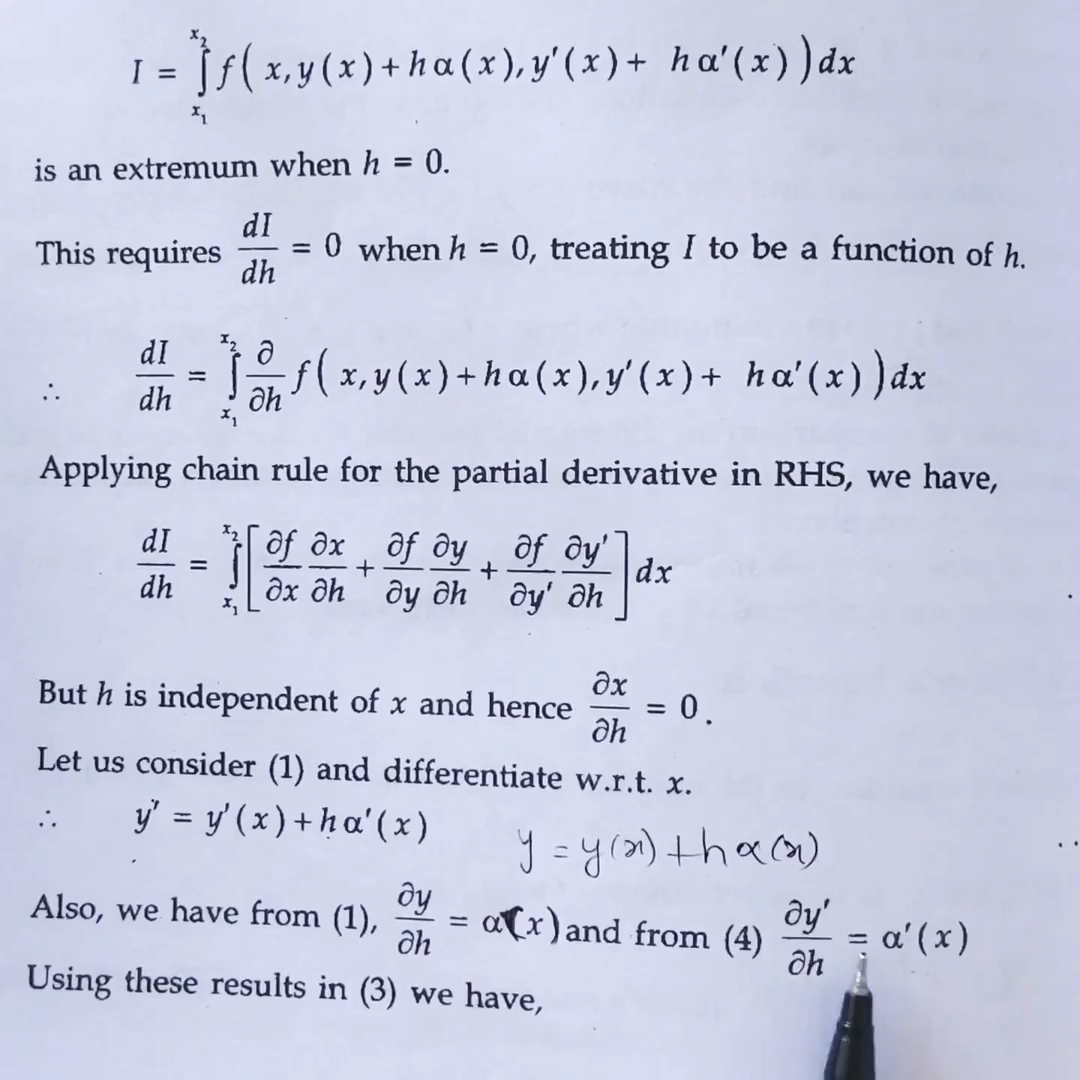 I = ∫_{x₁}^{x₂} f( x, y(x) + hα(x), y'(x) + hα'(x) ) dx
is an extremum when h = 0.
This requires dI/dh = 0 when h = 0, treating I to be a function of h.
∴ dI/dh = ∫_{x₁}^{x₂} ∂/∂h f( x, y(x) + hα(x), y'(x) + hα'(x) ) dx
Applying chain rule for the partial derivative in RHS, we have,
dI/dh = ∫_{x₁}^{x₂} [ ∂f/∂x ∂x/∂h + ∂f/∂y ∂y/∂h + ∂f/∂y' ∂y'/∂h ] dx
But h is independent of x and hence ∂x/∂h = 0.
Let us consider (1) and differentiate w.r.t. x.
∴ y' = y'(x) + hα'(x)
y = y(x) + hα(x)
Also, we have from (1), ∂y/∂h = α(x) and from (4) ∂y'/∂h = α'(x)
Using these results in (3) we have,